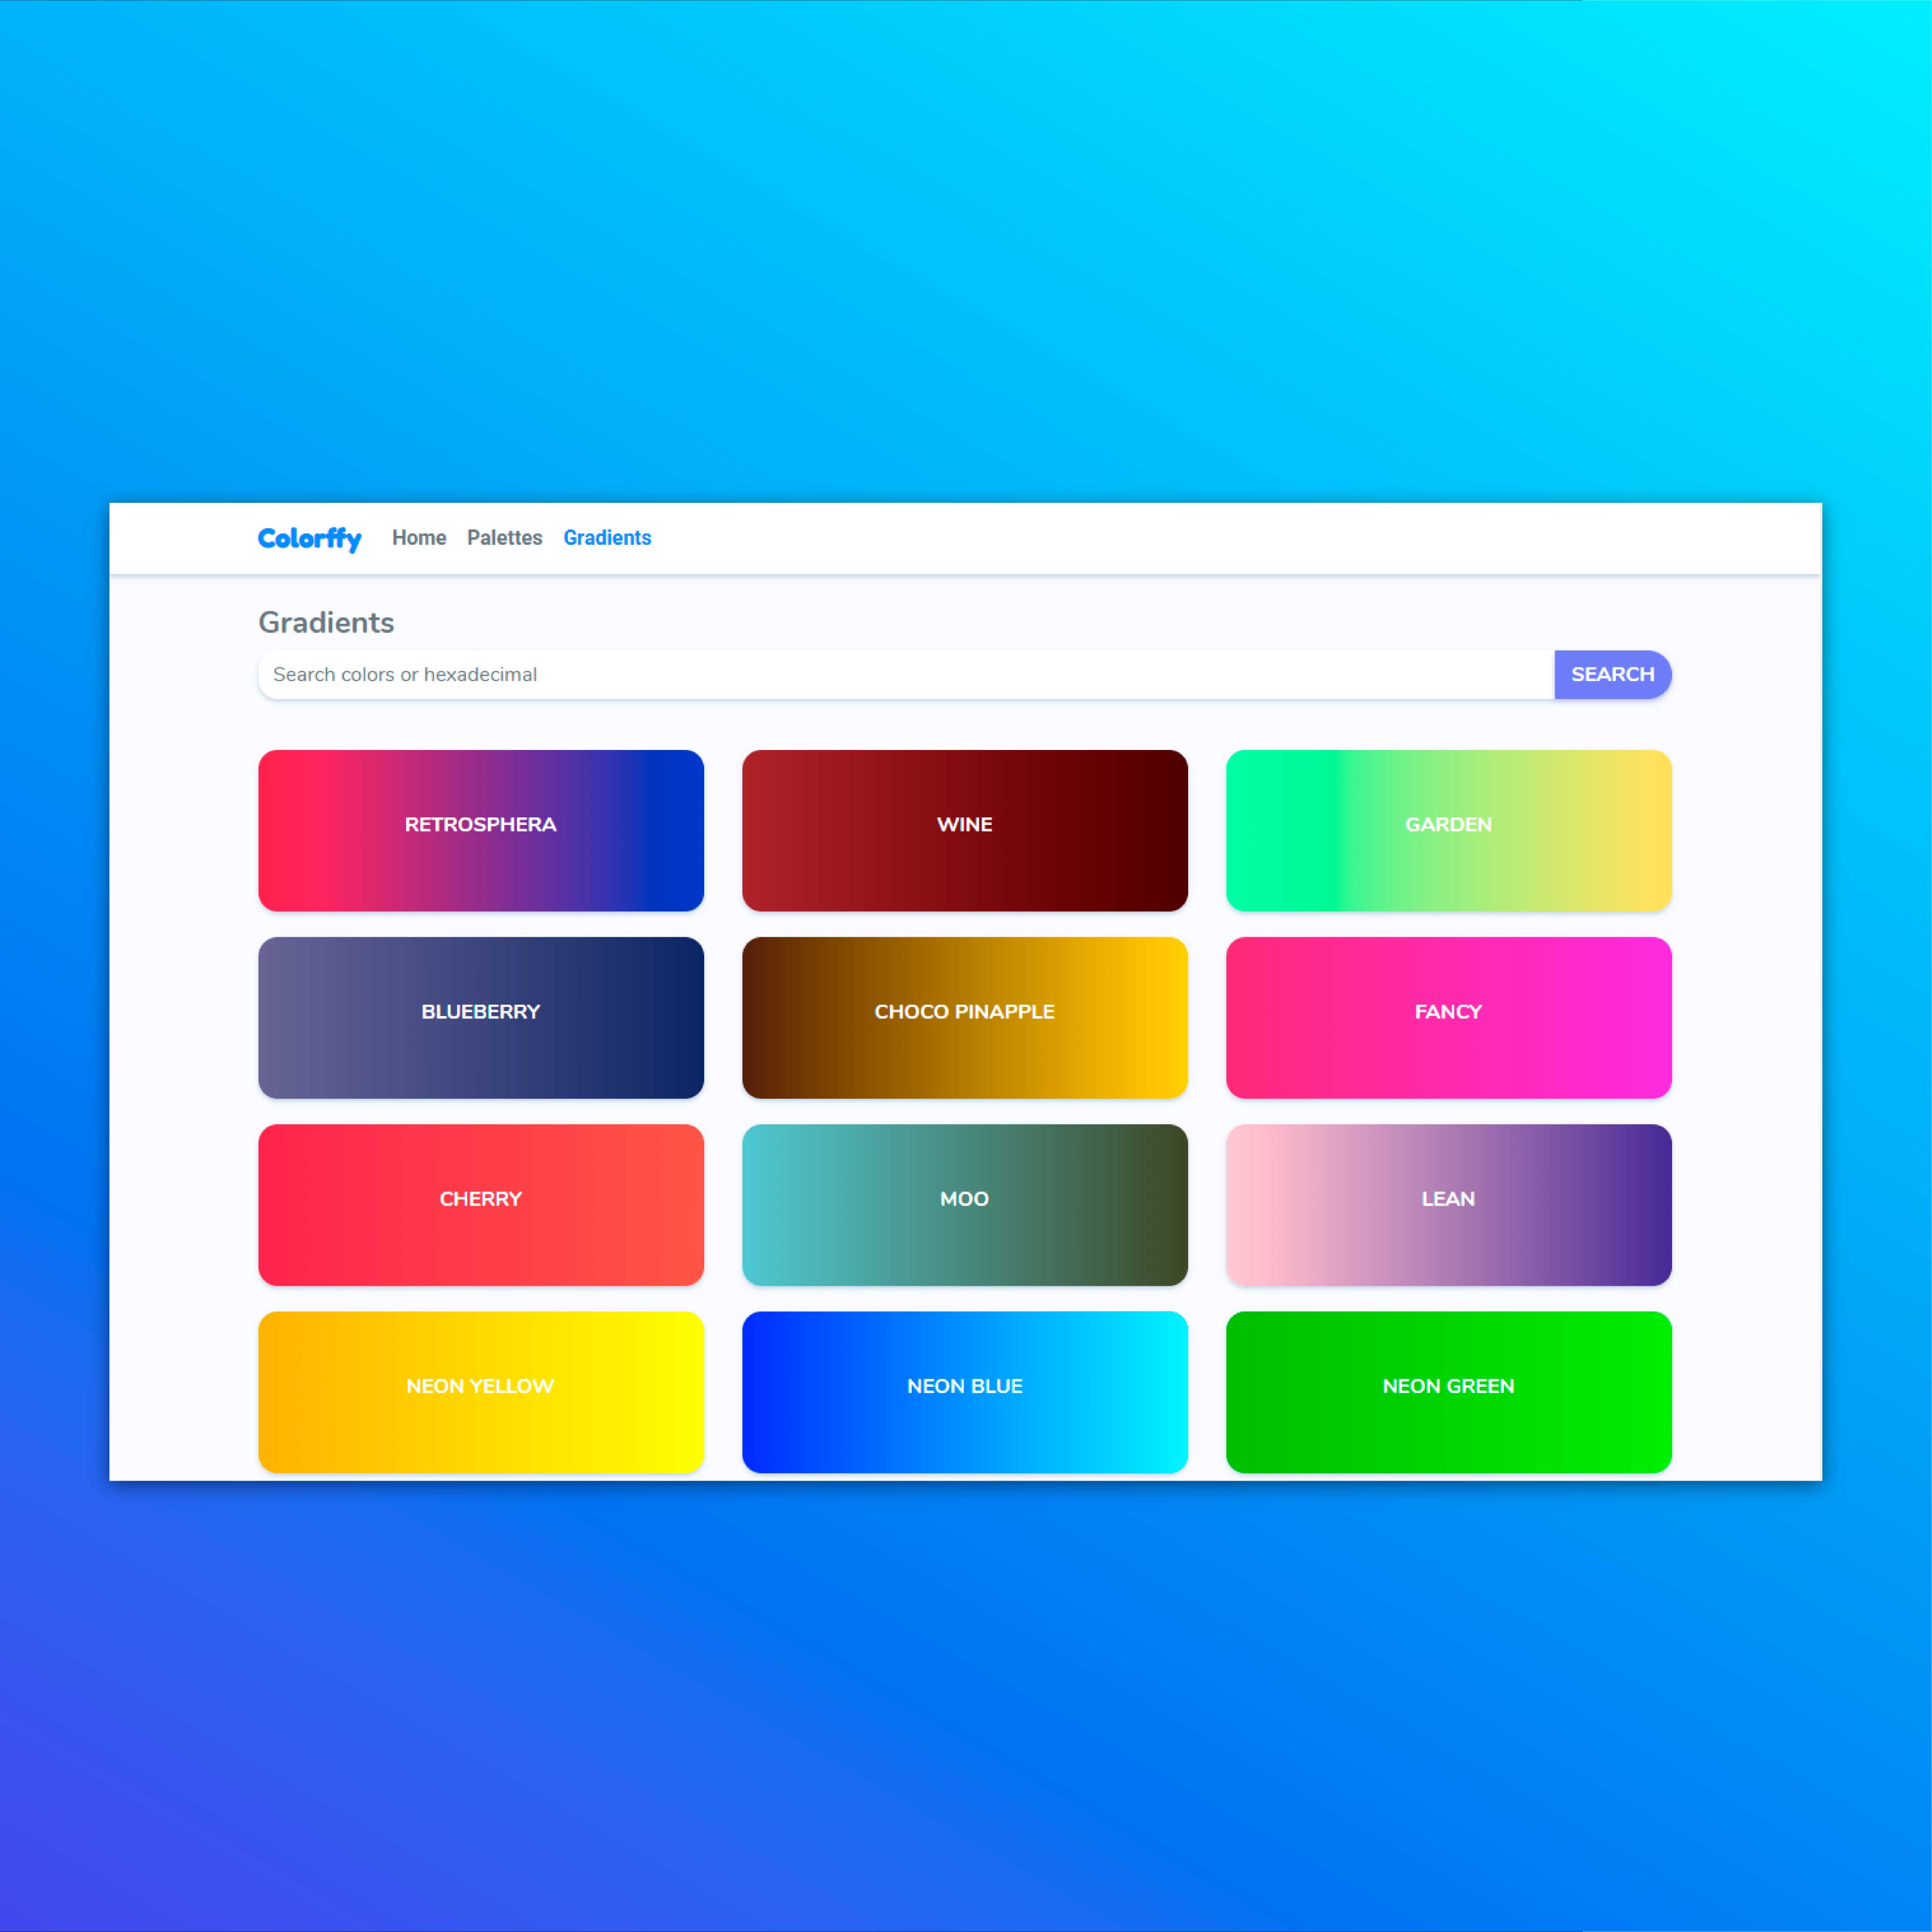 Colorffy Home Palettes Gradients
Gradients
Search colors or hexadecimal SEARCH
RETROSPHERA WINE GARDEN
BLUEBERRY CHOCO PINAPPLE FANCY
CHERRY MOO LEAN
NEON YELLOW NEON BLUE NEON GREEN